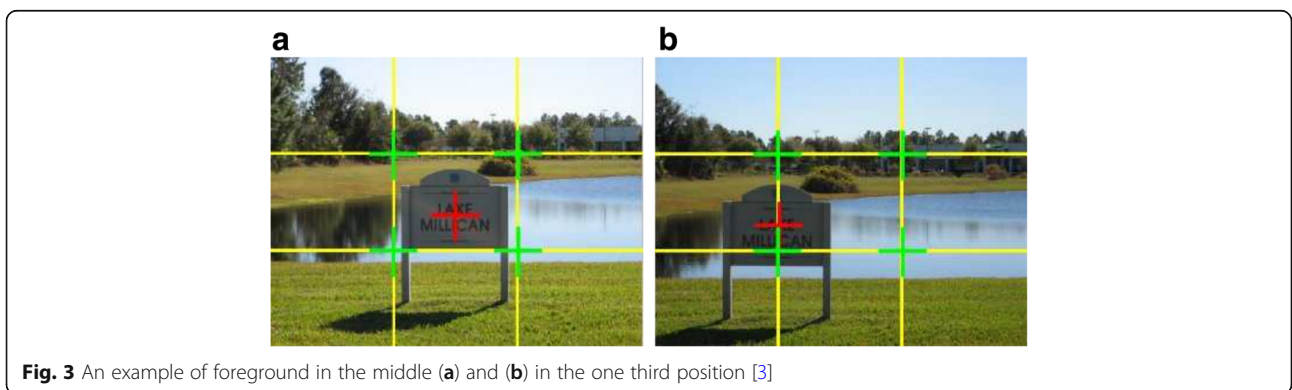 a
b
LAKE
MILLICAN
LAKE
MILLICAN
Fig. 3 An example of foreground in the middle (a) and (b) in the one third position [3]